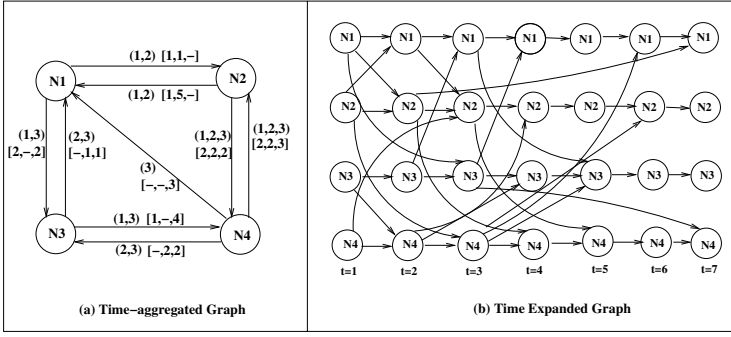 (1,2) [1,1,-]
N1
N2
(1,2) [1,5,-]
(1,3)
[2,-,2]
(2,3)
[-,1,1]
(3)
[-,-,3]
(1,2,3)
[2,2,2]
(1,2,3)
[2,2,3]
(1,3) [1,-,4]
N3
N4
(2,3) [-,2,2]
(a) Time-aggregated Graph
N1 N1 N1 N1 N1 N1 N1
N2 N2 N2 N2 N2 N2 N2
N3 N3 N3 N3 N3 N3 N3
N4 N4 N4 N4 N4 N4 N4
t=1 t=2 t=3 t=4 t=5 t=6 t=7
(b) Time Expanded Graph